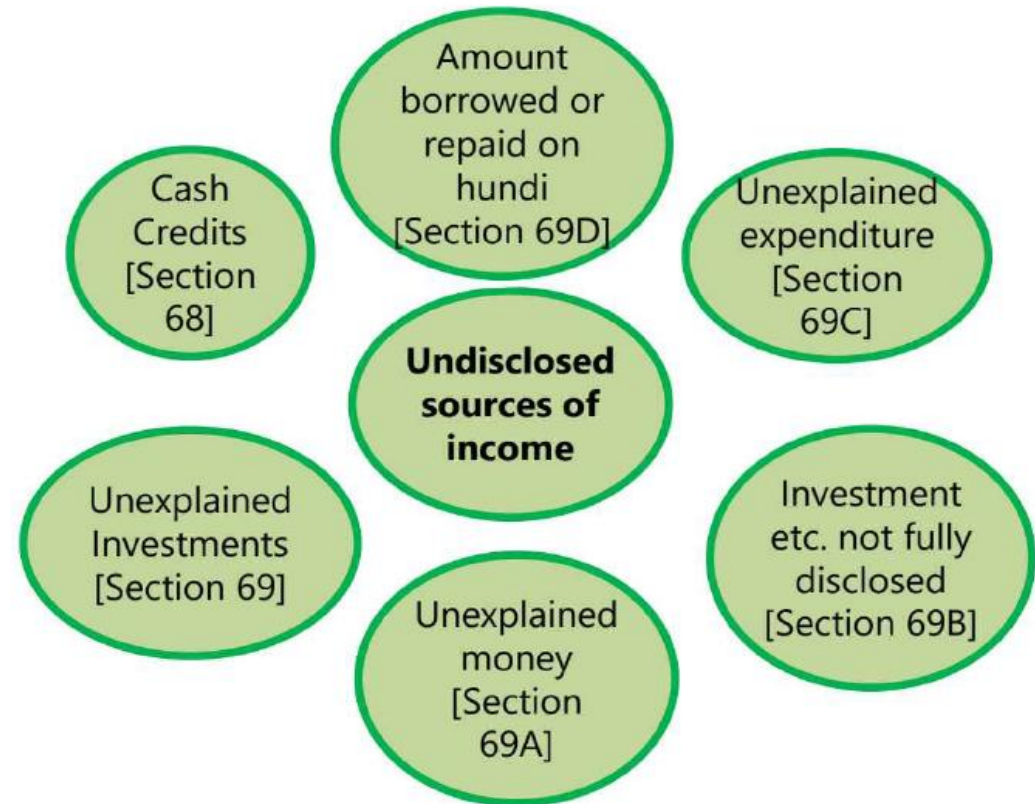 Amount
borrowed or
repaid on
hundi
[Section 69D]
Cash
Credits
[Section
68]
Unexplained
expenditure
[Section
69C]
Undisclosed
sources of
income
Unexplained
Investments
[Section 69]
Investment
etc. not fully
disclosed
[Section 69B]
Unexplained
money
[Section
69A]